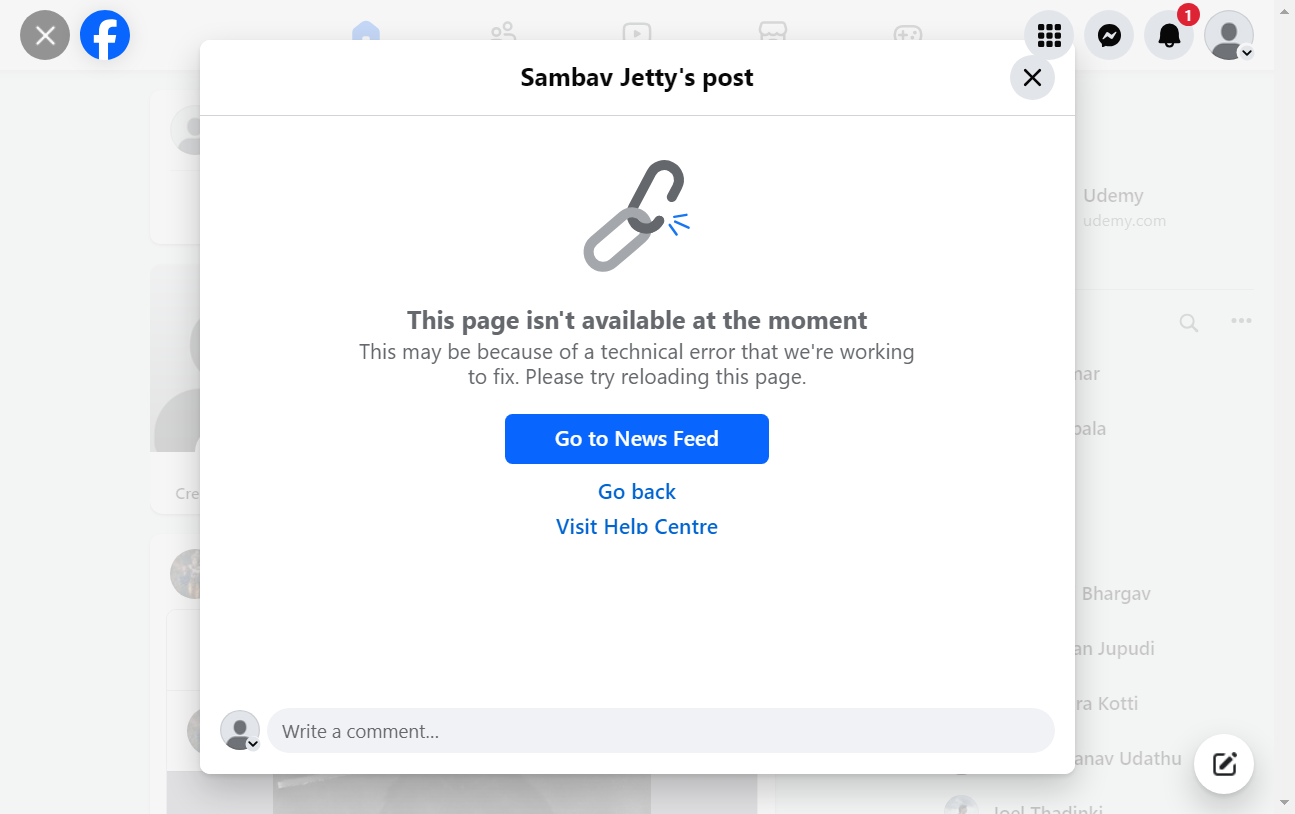 1
Sambav Jetty's post
Udemy
udemy.com
This page isn't available at the moment
This may be because of a technical error that we're working
to fix. Please try reloading this page.
Go to News Feed
Go back
Visit Help Centre
Cre
mar
pala
Bhargav
an Jupudi
ra Kotti
anav Udathu
Joel Thadinki
Write a comment...